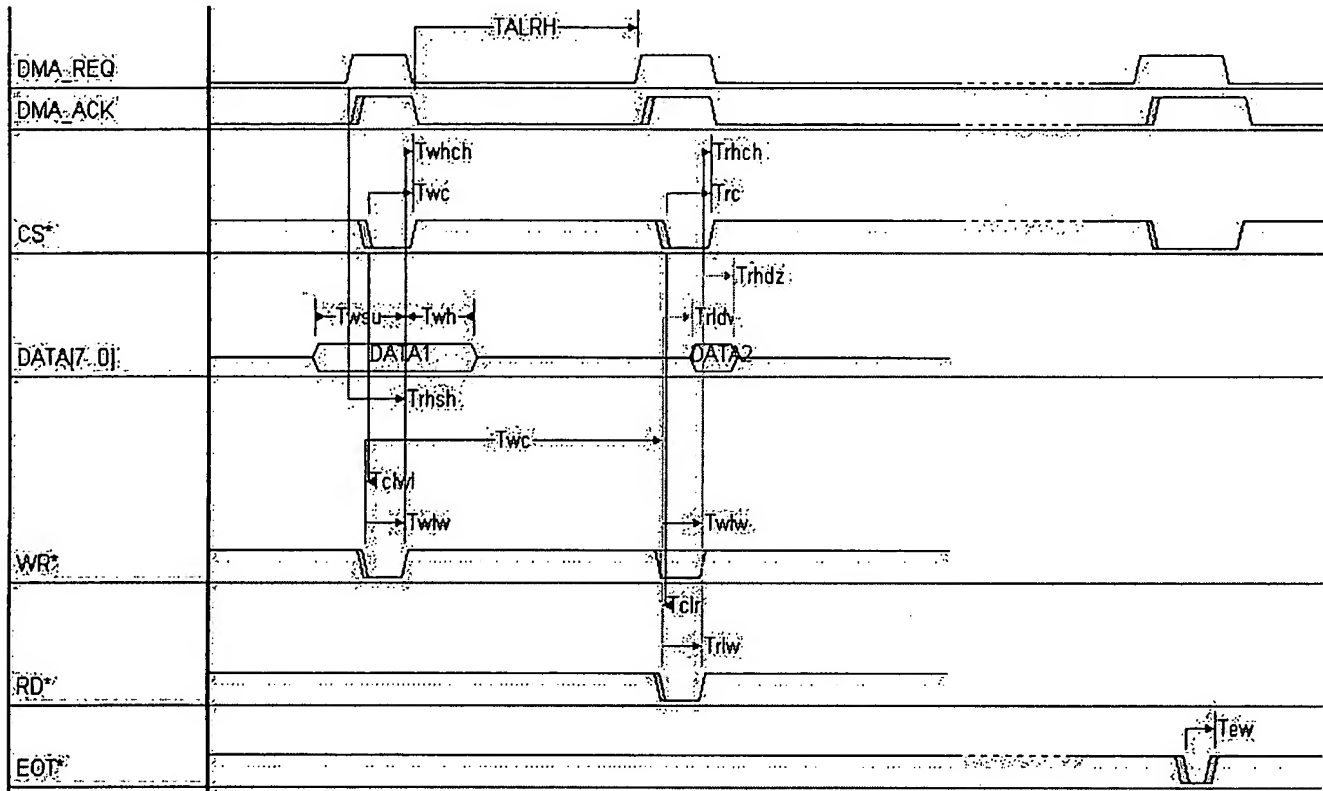 TALRH
DMA_REQ
DMA_ACK
Twhch Trhch
Twc Trc
CS*
Trhdz
Twsu Twh Trldv
DATA[7..0] DATA1 DATA2
Trhsh
Twc
Tclwl
Twlw Twlw
WR*
Tclr
Trlw
RD*
Tew
EOT*